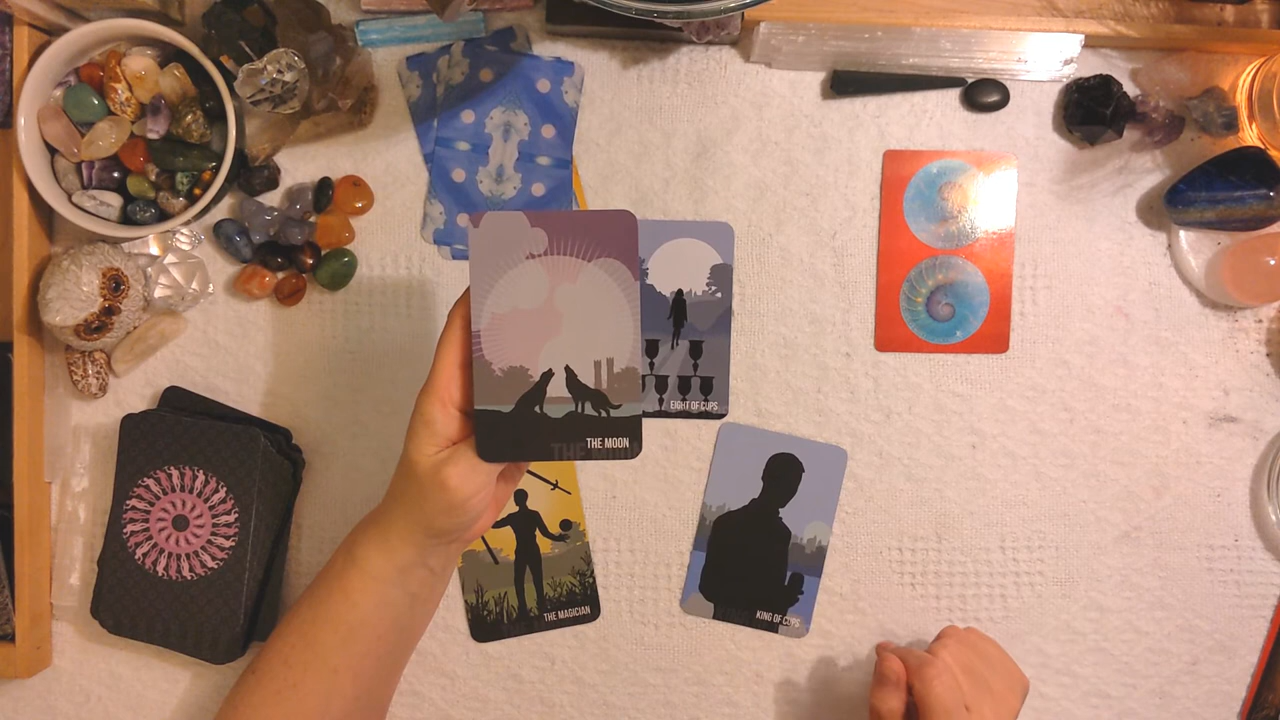 THE MOON
EIGHT OF CUPS
THE MAGICIAN
KING OF CUPS